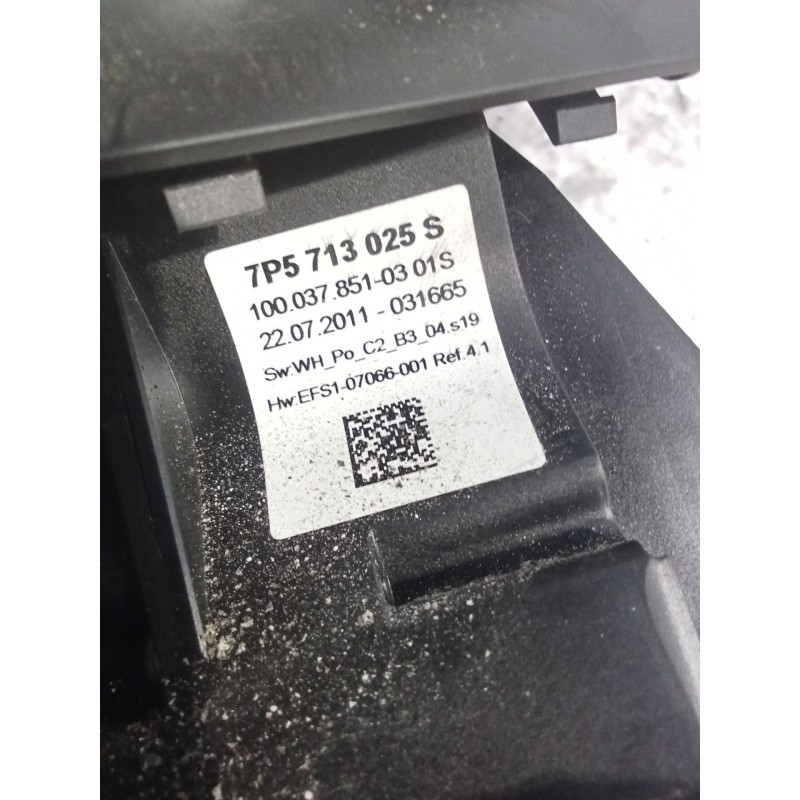 7P5 713 025 S
100.037.851-03 01S
22.07.2011 - 031665
Sw:WH_Po_C2_B3_04.s19
Hw:EFS1-07066-001 Ref.4.1